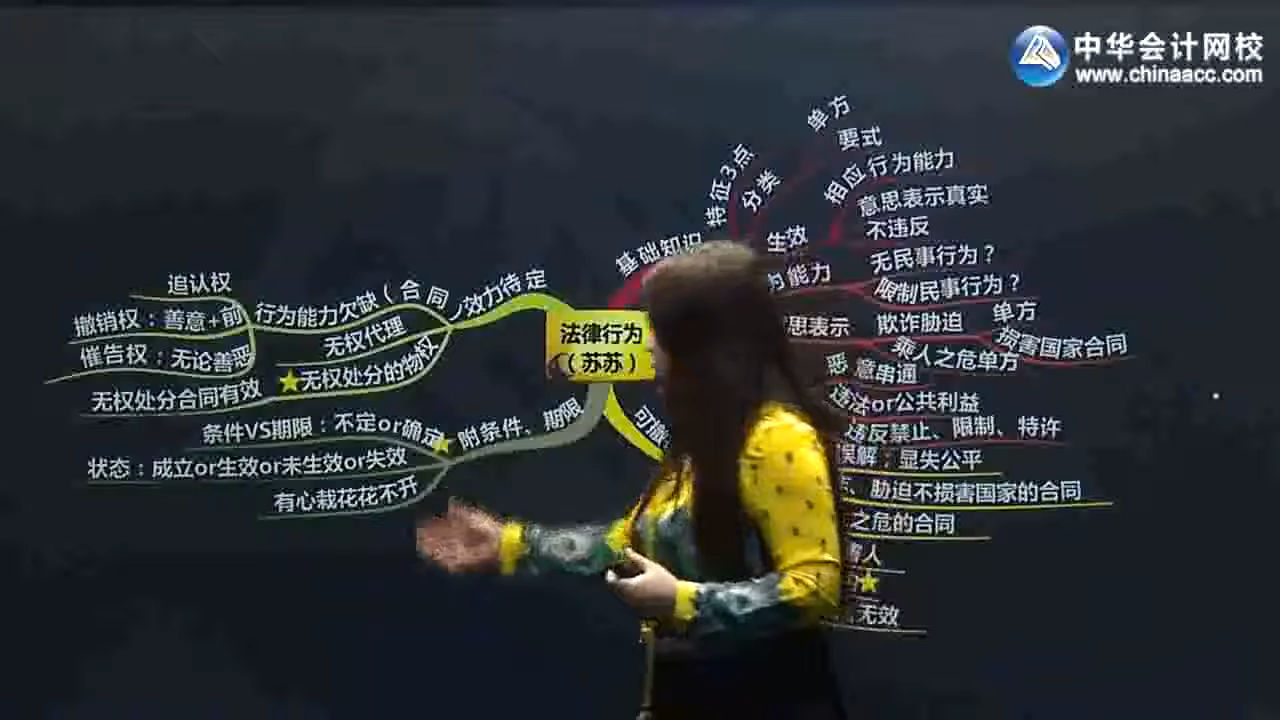 中华会计网校
www.chinaacc.com
法律行为
（苏苏）
基础知识
特征3点
分类
单方
要式
生效
相应行为能力
意思表示真实
不违反
为能力
无民事行为？
限制民事行为？
思表示
欺诈胁迫
单方
损害国家合同
乘人之危单方
恶意串通
违法or公共利益
违反禁止、限制、特许
可撤
误解：显失公平
、胁迫不损害国家的合同
之危的合同
人
无效
效力待定
行为能力欠缺（合同
追认权
撤销权：善意+前
催告权：无论善恶
无权代理
无权处分的物权
无权处分合同有效
附条件、期限
条件VS期限：不定or确定
状态：成立or生效or未生效or失效
有心栽花花不开